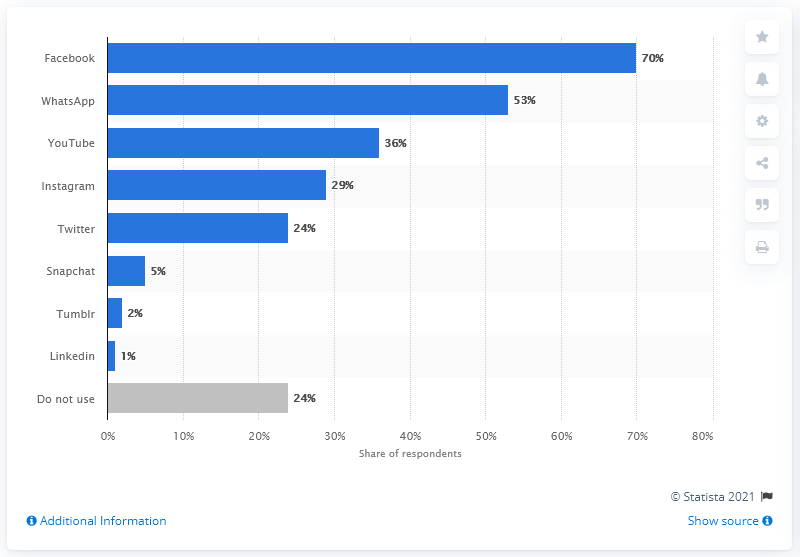 Facebook 70%
WhatsApp 53%
YouTube 36%
Instagram 29%
Twitter 24%
Snapchat 5%
Tumblr 2%
Linkedin 1%
Do not use 24%
0% 10% 20% 30% 40% 50% 60% 70% 80%
Share of respondents
© Statista 2021
Additional Information Show source